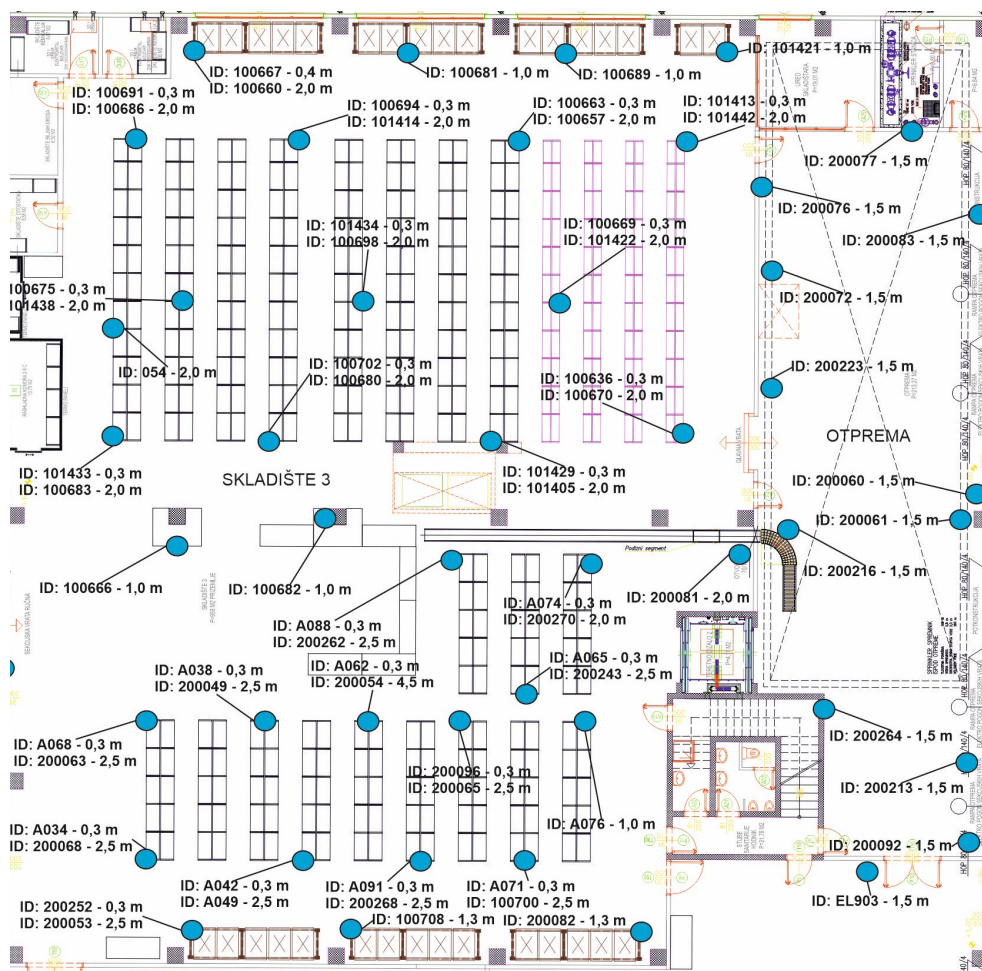 ID: 100667 - 0,4 m
ID: 100660 - 2,0 m
ID: 100681 - 1,0 m
ID: 100689 - 1,0 m
ID: 101421 - 1,0 m
ID: 100691 - 0,3 m
ID: 100686 - 2,0 m
ID: 100694 - 0,3 m
ID: 101414 - 2,0 m
ID: 100663 - 0,3 m
ID: 100657 - 2,0 m
ID: 101413 - 0,3 m
ID: 101442 - 2,0 m
ID: 200077 - 1,5 m
ID: 200076 - 1,5 m
ID: 200083 - 1,5 m
ID: 101434 - 0,3 m
ID: 100698 - 2,0 m
ID: 100669 - 0,3 m
ID: 101422 - 2,0 m
100675 - 0,3 m
101438 - 2,0 m
ID: 200072 - 1,5 m
ID: 054 - 2,0 m
ID: 100702 - 0,3 m
ID: 100680 - 2,0 m
ID: 100636 - 0,3 m
ID: 100670 - 2,0 m
ID: 200223 - 1,5 m
OTPREMA
ID: 101433 - 0,3 m
ID: 100683 - 2,0 m
SKLADIŠTE 3
ID: 101429 - 0,3 m
ID: 101405 - 2,0 m
ID: 200060 - 1,5 m
ID: 200061 - 1,5 m
Podizni segment
ID: 100666 - 1,0 m
ID: 100682 - 1,0 m
ID: A074 - 0,3 m
ID: 200270 - 2,0 m
ID: 200081 - 2,0 m
ID: 200216 - 1,5 m
ID: A088 - 0,3 m
ID: 200262 - 2,5 m
ID: A038 - 0,3 m
ID: 200049 - 2,5 m
ID: A062 - 0,3 m
ID: 200054 - 4,5 m
ID: A065 - 0,3 m
ID: 200243 - 2,5 m
ID: A068 - 0,3 m
ID: 200063 - 2,5 m
ID: 200096 - 0,3 m
ID: 200065 - 2,5 m
ID: 200264 - 1,5 m
ID: 200213 - 1,5 m
ID: A034 - 0,3 m
ID: 200068 - 2,5 m
ID: A076 - 1,0 m
ID: 200092 - 1,5 m
ID: A042 - 0,3 m
ID: A049 - 2,5 m
ID: A091 - 0,3 m
ID: 200268 - 2,5 m
ID: A071 - 0,3 m
ID: 100700 - 2,5 m
ID: EL903 - 1,5 m
ID: 200252 - 0,3 m
ID: 200053 - 2,5 m
ID: 100708 - 1,3 m
ID: 200082 - 1,3 m